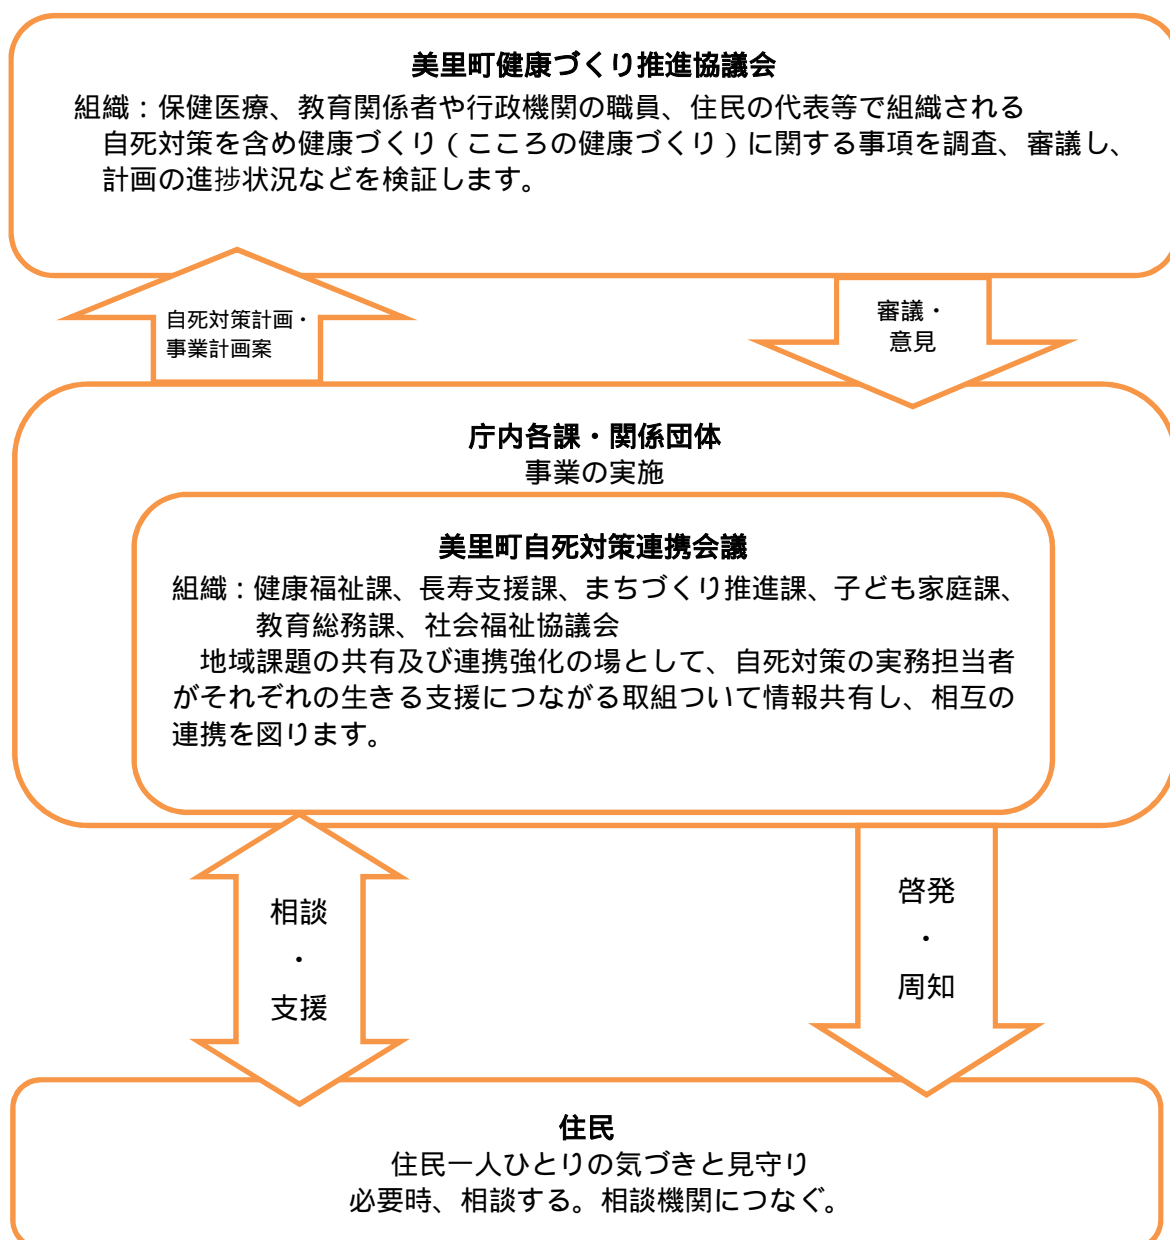 美里町健康づくり推進協議会
組織：保健医療、教育関係者や行政機関の職員、住民の代表等で組織される
自死対策を含め健康づくり（こころの健康づくり）に関する事項を調査、審議し、
計画の進捗状況などを検証します。
自死対策計画・
事業計画案
審議・
意見
庁内各課・関係団体
事業の実施
美里町自死対策連携会議
組織：健康福祉課、長寿支援課、まちづくり推進課、子ども家庭課、
教育総務課、社会福祉協議会
地域課題の共有及び連携強化の場として、自死対策の実務担当者
がそれぞれの生きる支援につながる取組ついて情報共有し、相互の
連携を図ります。
相談
・
支援
啓発
・
周知
住民
住民一人ひとりの気づきと見守り
必要時、相談する。相談機関につなぐ。